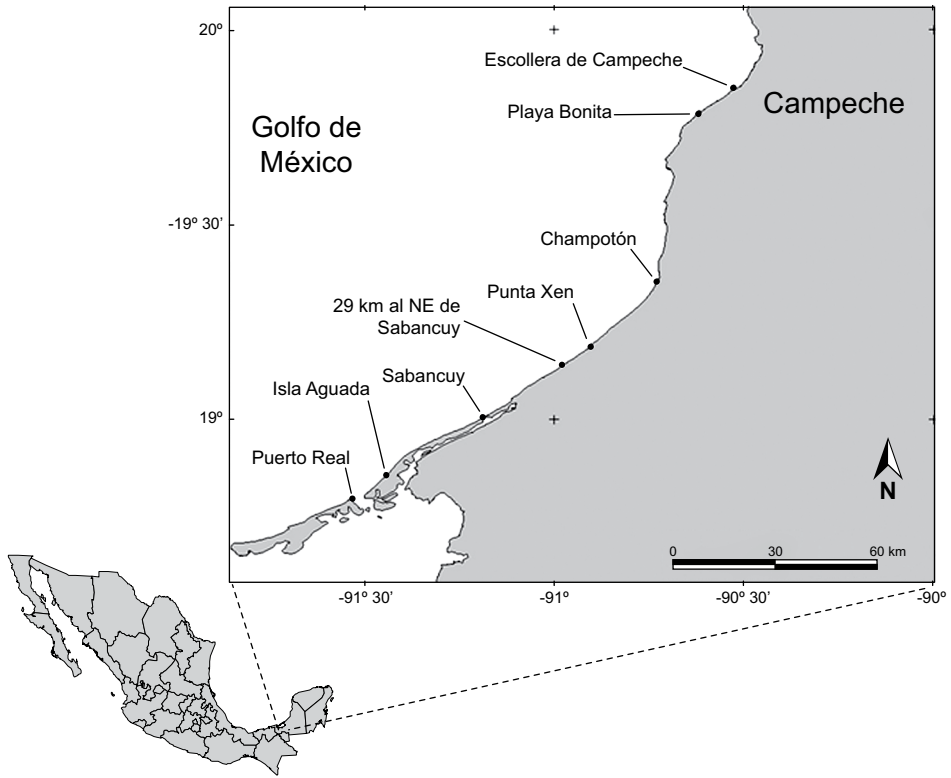 20º
Escollera de Campeche
Campeche
Playa Bonita
Golfo de
México
-19º 30'
Champotón
Punta Xen
29 km al NE de
Sabancuy
Sabancuy
Isla Aguada
19º
Puerto Real
N
0 30 60 km
-91º 30' -91º -90º 30' -90º